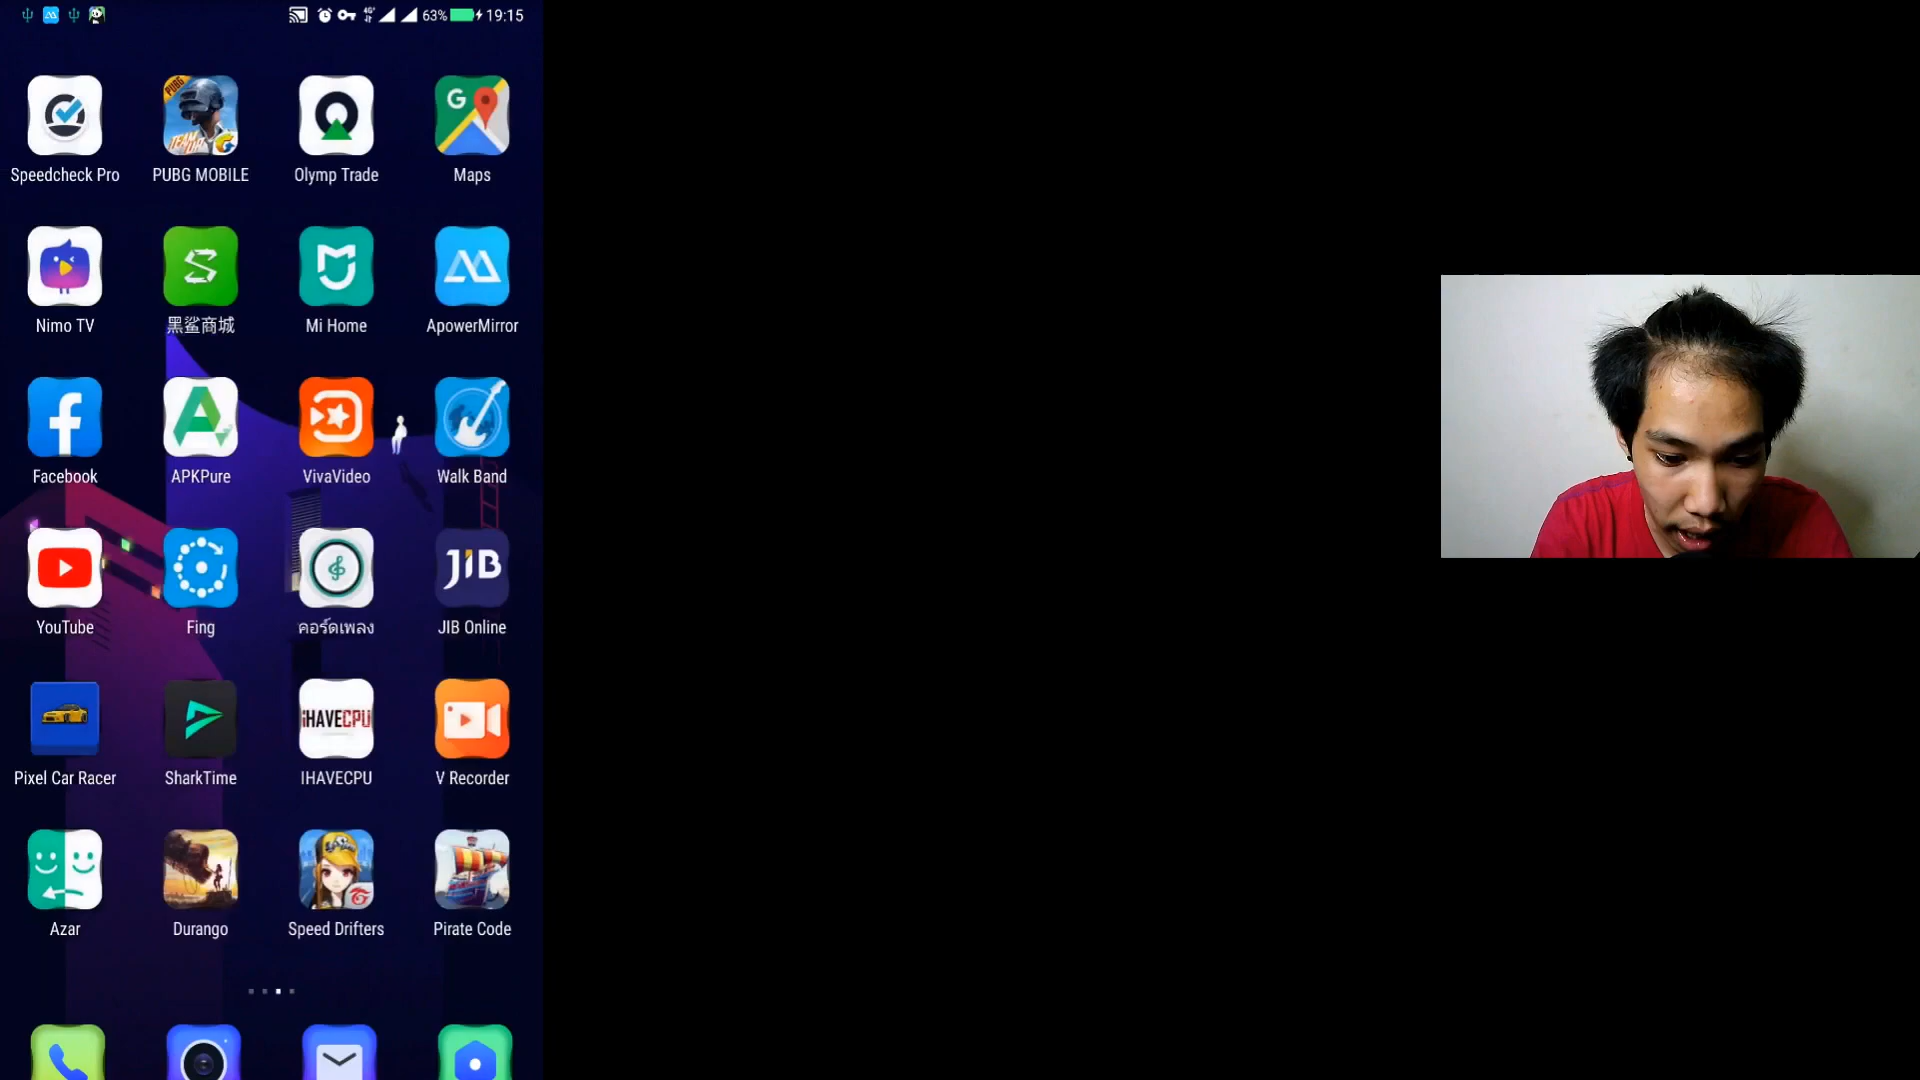 63% 19:15
Speedcheck Pro PUBG MOBILE Olymp Trade Maps
Nimo TV 黑鲨商城 Mi Home ApowerMirror
Facebook APKPure VivaVideo Walk Band
JIB
YouTube Fing คอร์ดเพลง JIB Online
iHAVECPU
Pixel Car Racer SharkTime IHAVECPU V Recorder
Azar Durango Speed Drifters Pirate Code